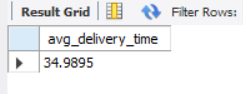 Result Grid Filter Rows:
avg_delivery_time
34.9895